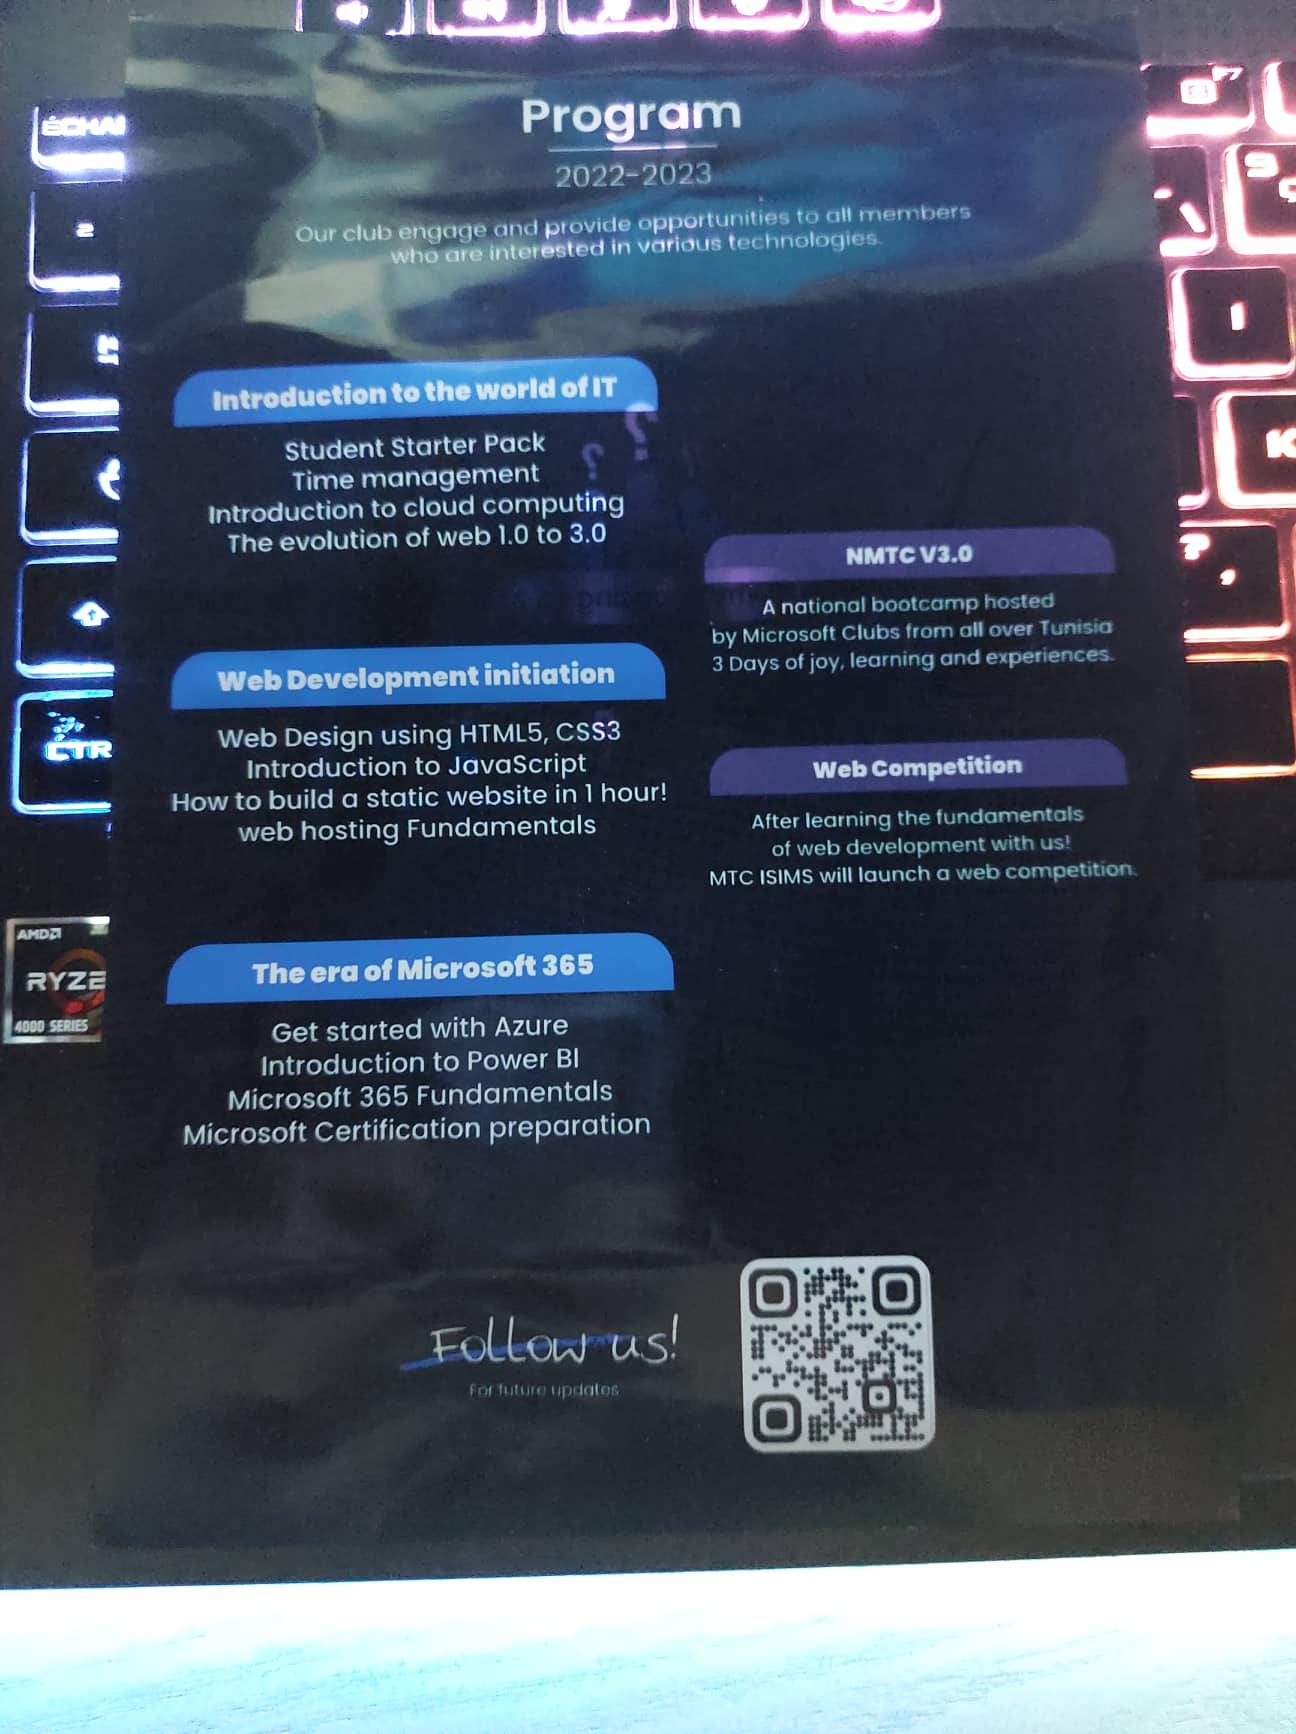 Program
2022-2023
Our club engage and provide opportunities to all members
who are interested in various technologies.
Introduction to the world of IT
Student Starter Pack
Time management
Introduction to cloud computing
The evolution of web 1.0 to 3.0
NMTC V3.0
A national bootcamp hosted
by Microsoft Clubs from all over Tunisia
3 Days of joy, learning and experiences.
Web Development initiation
Web Design using HTML5, CSS3
Introduction to JavaScript
How to build a static website in 1 hour!
web hosting Fundamentals
Web Competition
After learning the fundamentals
of web development with us!
MTC ISIMS will launch a web competition.
The era of Microsoft 365
Get started with Azure
Introduction to Power BI
Microsoft 365 Fundamentals
Microsoft Certification preparation
Follow us!
For future updates
ÉCHA
2
CTR
AMD
RYZE
4000 SERIES
F7
9
I
K
?
,